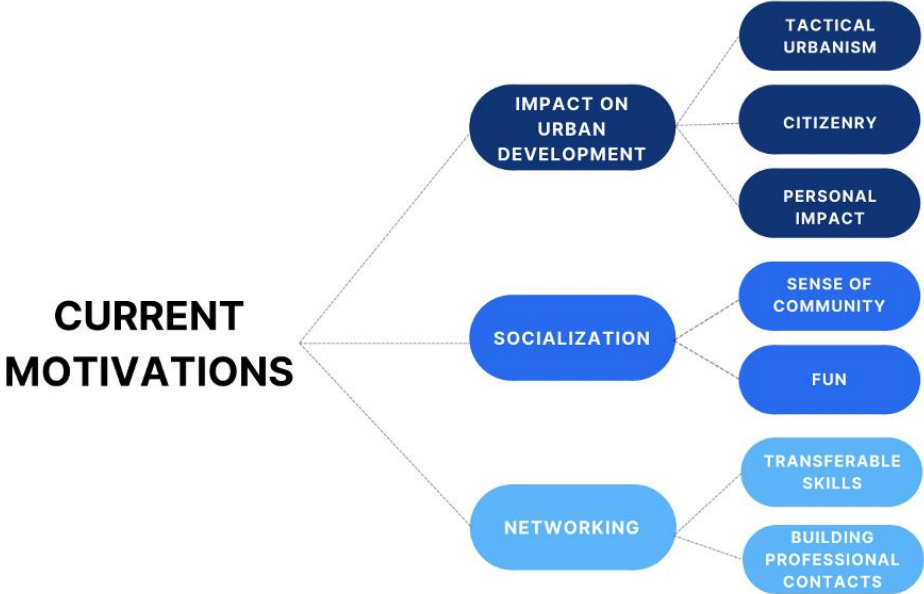 CURRENT
MOTIVATIONS
IMPACT ON
URBAN
DEVELOPMENT
TACTICAL
URBANISM
CITIZENRY
PERSONAL
IMPACT
SOCIALIZATION
SENSE OF
COMMUNITY
FUN
NETWORKING
TRANSFERABLE
SKILLS
BUILDING
PROFESSIONAL
CONTACTS